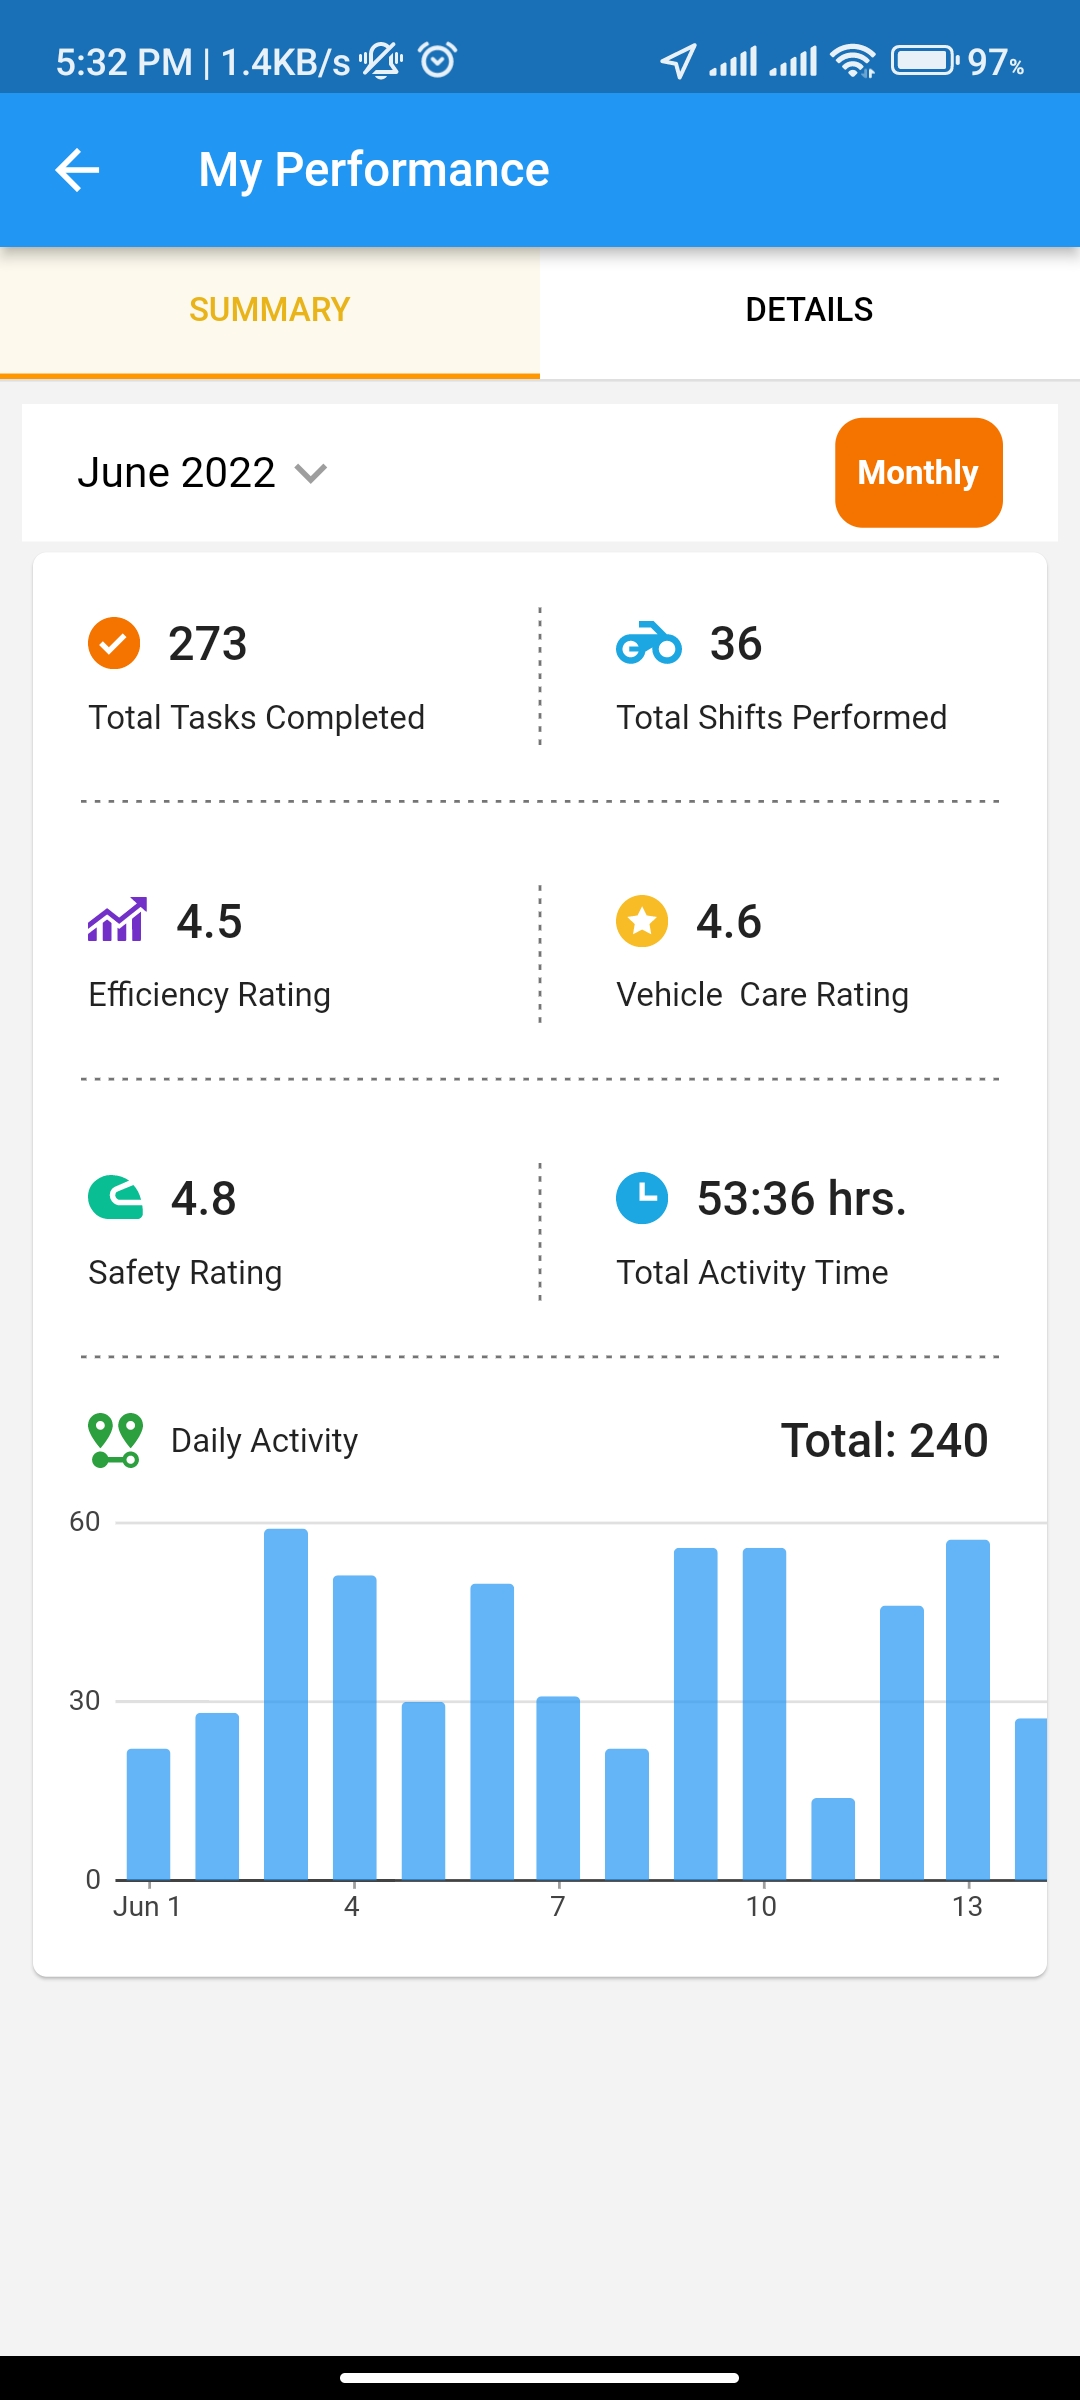 5:32 PM | 1.4KB/s 97%
My Performance
SUMMARY DETAILS
June 2022 Monthly
273 36
Total Tasks Completed Total Shifts Performed
4.5 4.6
Efficiency Rating Vehicle  Care Rating
4.8 53:36 hrs.
Safety Rating Total Activity Time
Daily Activity Total: 240
60
30
0
Jun 1 4 7 10 13